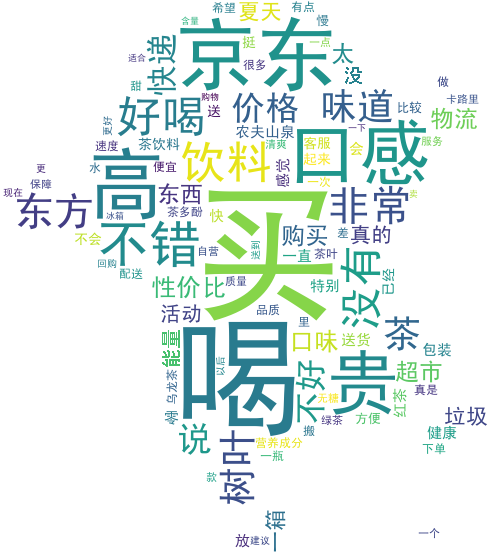 希望
夏天
有点
慢
京东
挺
一点
含量
适合
快递
很多
太
没
甜
购物
做
卡路里
好喝
送
价格
味道
比较
物流
更好
农夫山泉
速度
茶饮料
清爽
客服
会
服务
口感
饮料
起来
一下
更
水
便宜
感觉
高
现在
保障
东西
一次
非常
卖
东方
冰箱
茶多酚
快
买
不会
不错
自营
购买
差
真的
送到
一直
茶叶
没有
回购
配送
性价比
质量
特别
已经
品质
活动
里
茶
能量
喝
口味
送货
包装
以后
乌龙茶
不好
贵
超市
真是
无糖
红茶
垃圾
绿茶
方便
说
搬
健康
树叶
营养成分
下单
一瓶
款
一箱
放
建议
一个